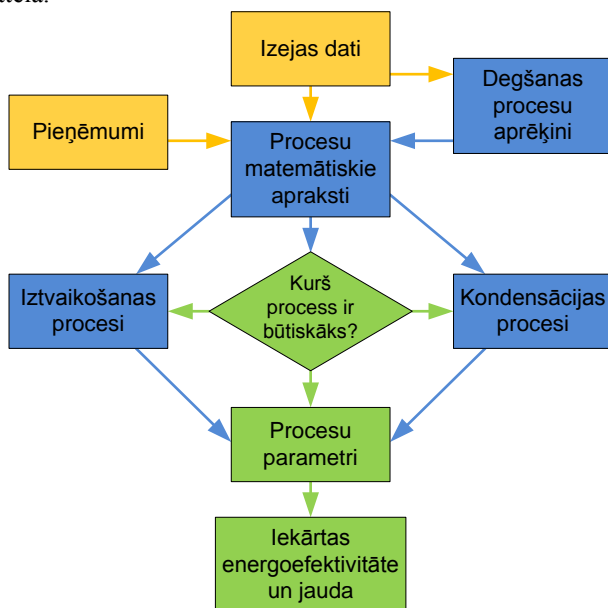 Izejas dati
Degšanas
procesu
aprēķini
Pieņēmumi
Procesu
matemātiskie
apraksti
Iztvaikošanas
procesi
Kurš
process ir
būtiskāks?
Kondensācijas
procesi
Procesu
parametri
Iekārtas
energoefektivitāte
un jauda